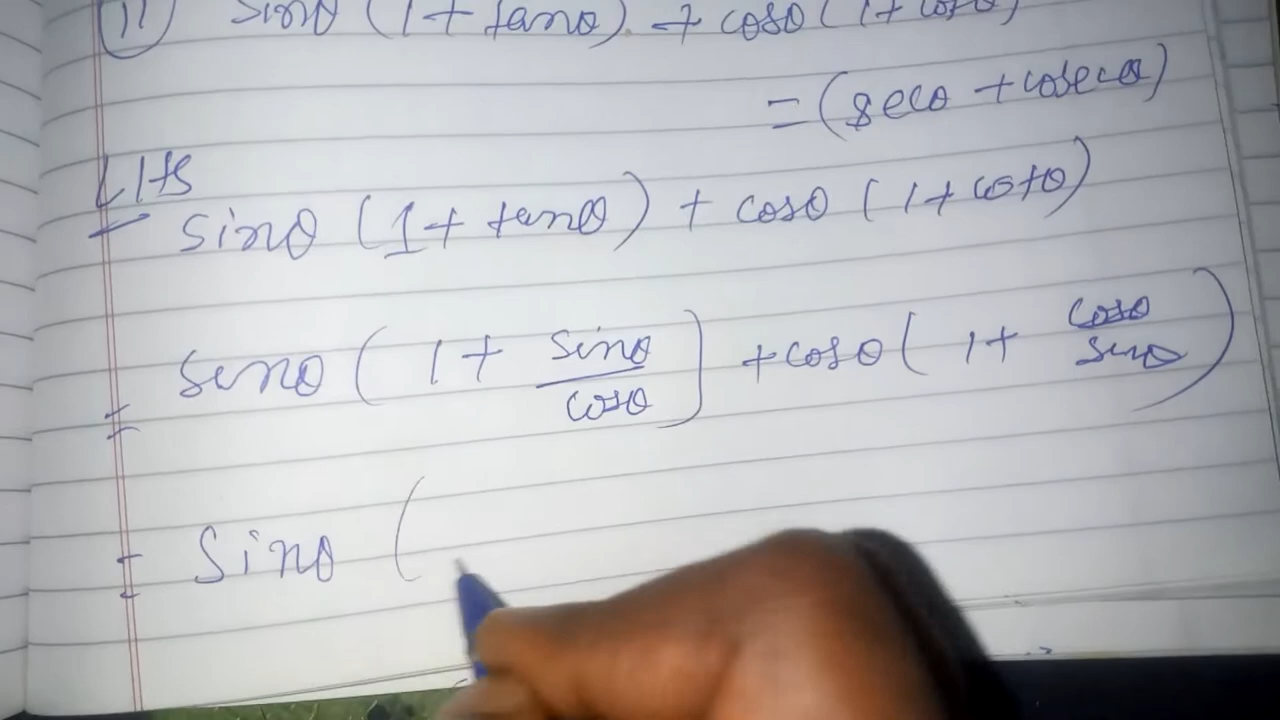 11) sinθ (1 + tanθ) + cosθ (1 + cotθ)
= (secθ + cosecθ)
LHS
= sinθ (1 + tanθ) + cosθ (1 + cotθ)
= sinθ (1 + sinθ/cosθ) + cosθ (1 + cosθ/sinθ)
= sinθ (